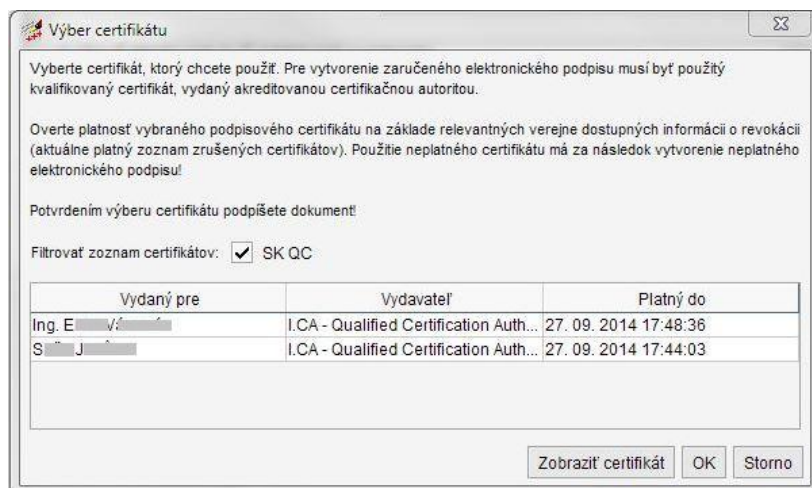 Výber certifikátu
Vyberte certifikát, ktorý chcete použiť. Pre vytvorenie zaručeného elektronického podpisu musí byť použitý
kvalifikovaný certifikát, vydaný akreditovanou certifikačnou autoritou.
Overte platnosť vybraného podpisového certifikátu na základe relevantných verejne dostupných informácii o revokácii
(aktuálne platný zoznam zrušených certifikátov). Použitie neplatného certifikátu má za následok vytvorenie neplatného
elektronického podpisu!
Potvrdením výberu certifikátu podpíšete dokument!
Filtrovať zoznam certifikátov: SK QC
Vydaný pre Vydavateľ Platný do
Ing. I.CA - Qualified Certification Auth... 27. 09. 2014 17:48:36
I.CA - Qualified Certification Auth... 27. 09. 2014 17:44:03
Zobraziť certifikát OK Storno